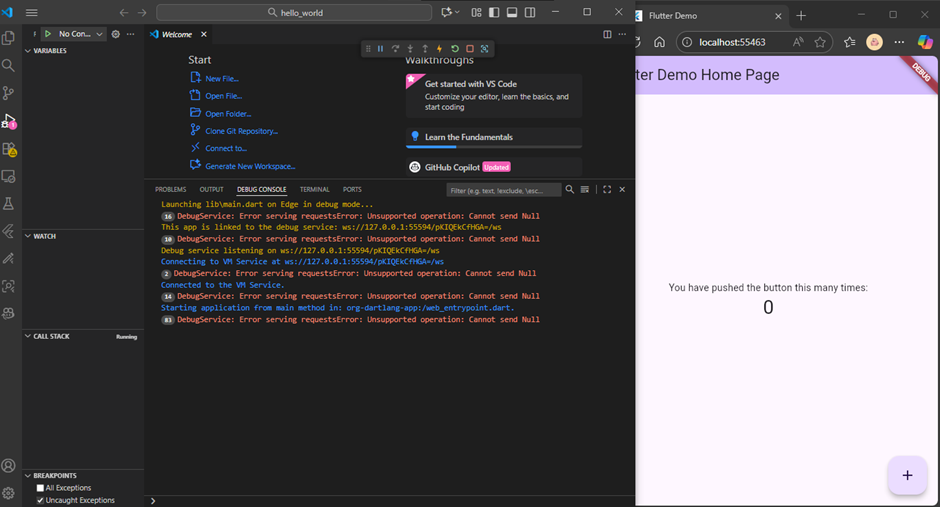 hello_world
No Con...
Welcome
VARIABLES
WATCH
CALL STACK
Running
BREAKPOINTS
All Exceptions
Uncaught Exceptions
1
Start
New File...
Open File...
Open Folder...
Clone Git Repository...
Connect to...
Generate New Workspace...
Walkthroughs
Get started with VS Code
Customize your editor, learn the basics, and
start coding
Learn the Fundamentals
GitHub Copilot Updated
PROBLEMS OUTPUT DEBUG CONSOLE TERMINAL PORTS
Filter (e.g. text, !exclude, \esc...
Launching lib\main.dart on Edge in debug mode...
16 DebugService: Error serving requestsError: Unsupported operation: Cannot send Null
This app is linked to the debug service: ws://127.0.0.1:55594/pKIQEkCfHGA=/ws
10 DebugService: Error serving requestsError: Unsupported operation: Cannot send Null
Debug service listening on ws://127.0.0.1:55594/pKIQEkCfHGA=/ws
Connecting to VM Service at ws://127.0.0.1:55594/pKIQEkCfHGA=/ws
2 DebugService: Error serving requestsError: Unsupported operation: Cannot send Null
Connected to the VM Service.
14 DebugService: Error serving requestsError: Unsupported operation: Cannot send Null
Starting application from main method in: org-dartlang-app:/web_entrypoint.dart.
83 DebugService: Error serving requestsError: Unsupported operation: Cannot send Null
Flutter Demo
localhost:55463
ter Demo Home Page
DEBUG
You have pushed the button this many times:
0